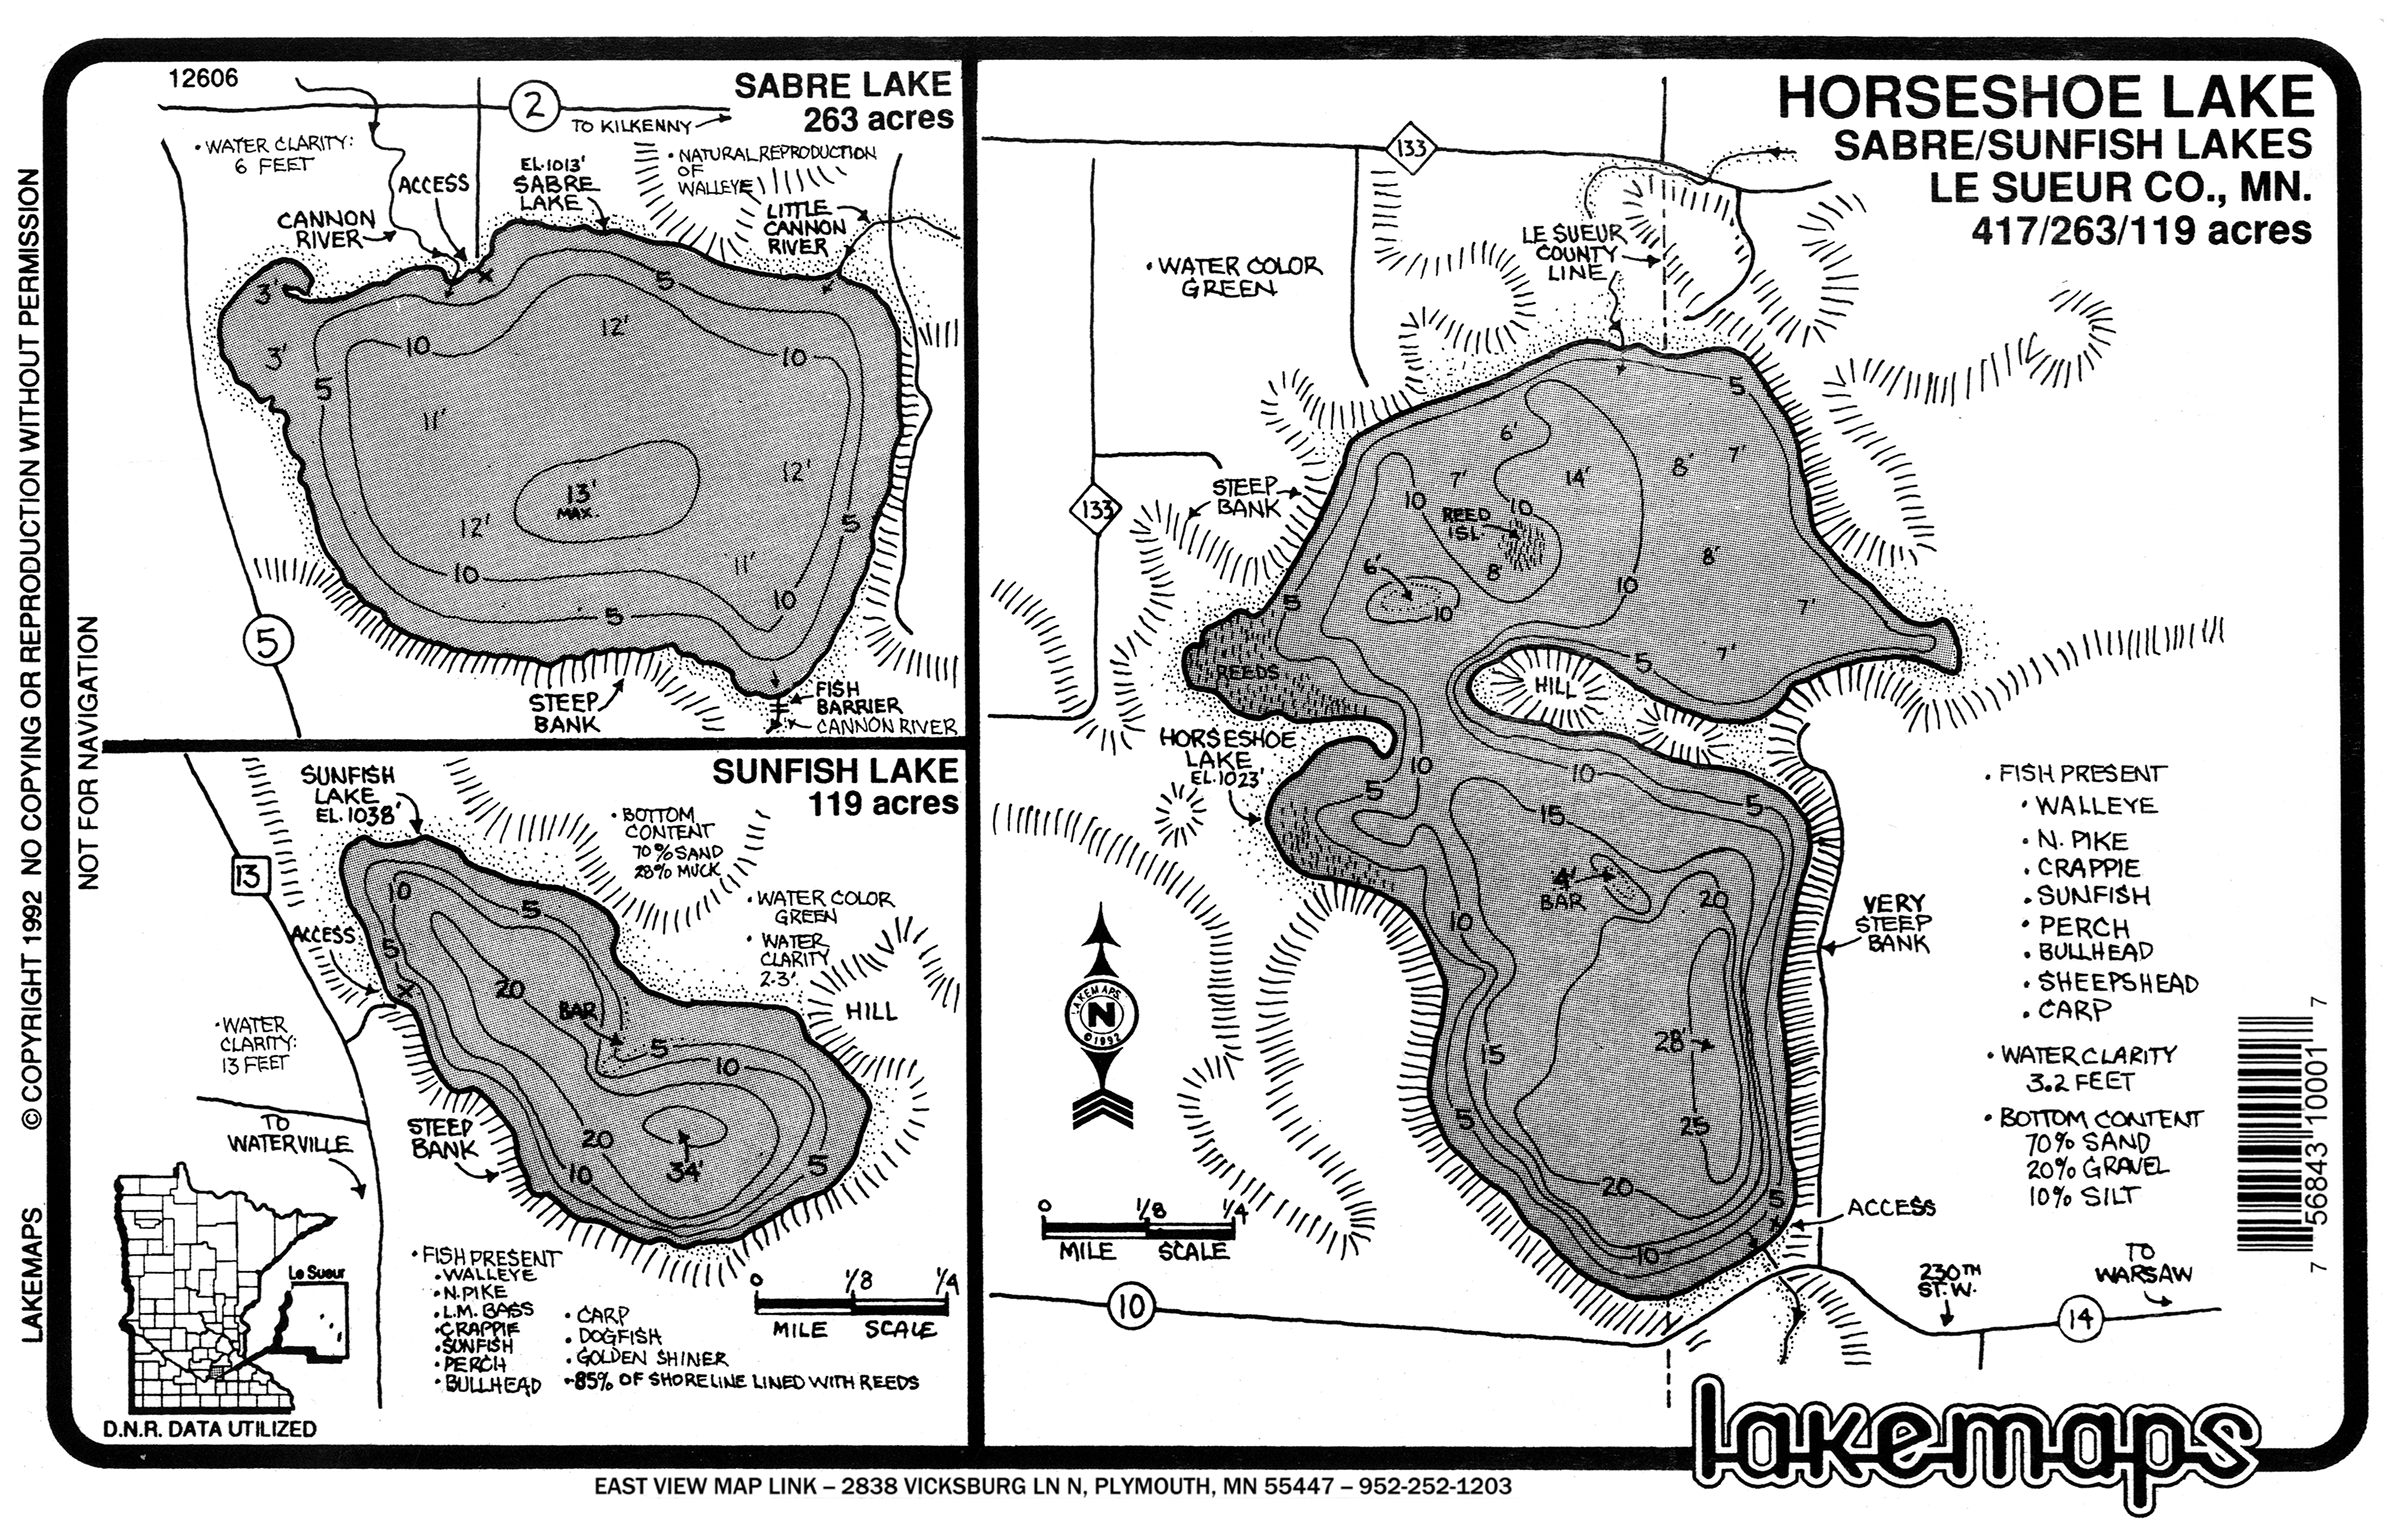 12606
SABRE LAKE
263 acres
2
TO KILKENNY
• WATER CLARITY:
6 FEET
• NATURAL REPRODUCTION
OF
WALLEYE
EL. 1013'
SABRE
LAKE
ACCESS
CANNON
RIVER
LITTLE
CANNON
RIVER
3'
5
10
12'
10
3'
5
11'
12'
13'
MAX.
12'
5
11'
10
10
5
5
STEEP
BANK
FISH
BARRIER
CANNON RIVER
SUNFISH LAKE
119 acres
SUNFISH
LAKE
EL. 1038'
• BOTTOM
CONTENT
70% SAND
28% MUCK
13
10
5
• WATER COLOR
GREEN
• WATER
CLARITY
2-3'
ACCESS
5
20
BAR
HILL
• WATER
CLARITY:
13 FEET
5
10
TO
WATERVILLE
STEEP
BANK
20
10
34'
5
• FISH PRESENT
• WALLEYE
• N. PIKE
• L.M. BASS
• CRAPPIE
• SUNFISH
• PERCH
• BULLHEAD
• CARP
• DOGFISH
• GOLDEN SHINER
• 85% OF SHORELINE LINED WITH REEDS
0 1/8 1/4
MILE SCALE
Le Sueur
D.N.R. DATA UTILIZED
HORSESHOE LAKE
SABRE/SUNFISH LAKES
LE SUEUR CO., MN.
417/263/119 acres
133
LE SUEUR
COUNTY
LINE
• WATER COLOR
GREEN
5
6'
7'
14'
8'
7'
STEEP
BANK
133
10
10
REED
ISL.
8'
8'
6'
10
10
5
7'
REEDS
5
7'
HILL
HORSESHOE
LAKE
EL. 1023'
10
10
5
15
5
4'
BAR
20
10
VERY
STEEP
BANK
28'
15
5
25
20
5
10
ACCESS
LAKEMAPS
N
© 1992
0 1/8 1/4
MILE SCALE
10
230TH
ST. W.
TO
WARSAW
14
• FISH PRESENT
• WALLEYE
• N. PIKE
• CRAPPIE
• SUNFISH
• PERCH
• BULLHEAD
• SHEEPSHEAD
• CARP
• WATER CLARITY
3.2 FEET
• BOTTOM CONTENT
70% SAND
20% GRAVEL
10% SILT
7 56843 10001 7
lakemaps
LAKEMAPS © COPYRIGHT 1992 NO COPYING OR REPRODUCTION WITHOUT PERMISSION
NOT FOR NAVIGATION
EAST VIEW MAP LINK – 2838 VICKSBURG LN N, PLYMOUTH, MN 55447 – 952-252-1203